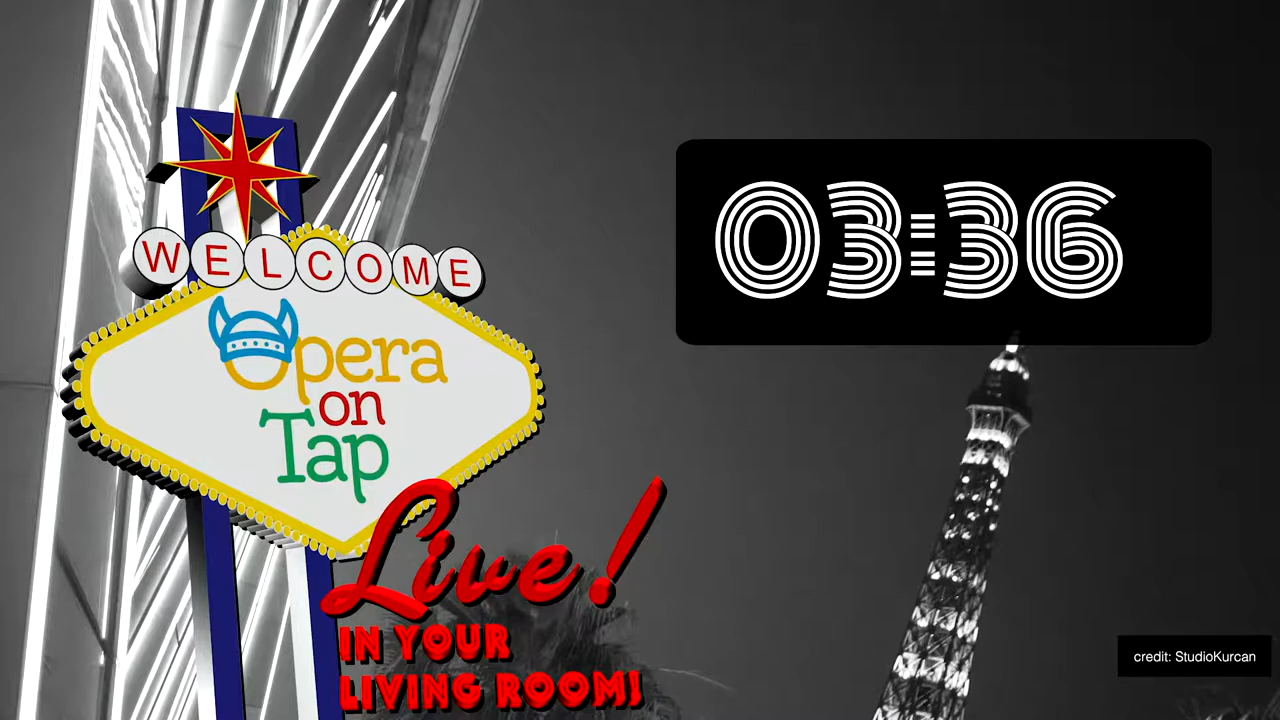 WELCOME
Opera
on
Tap
Live!
IN YOUR
LIVING ROOM!
03:36
credit: StudioKurcan